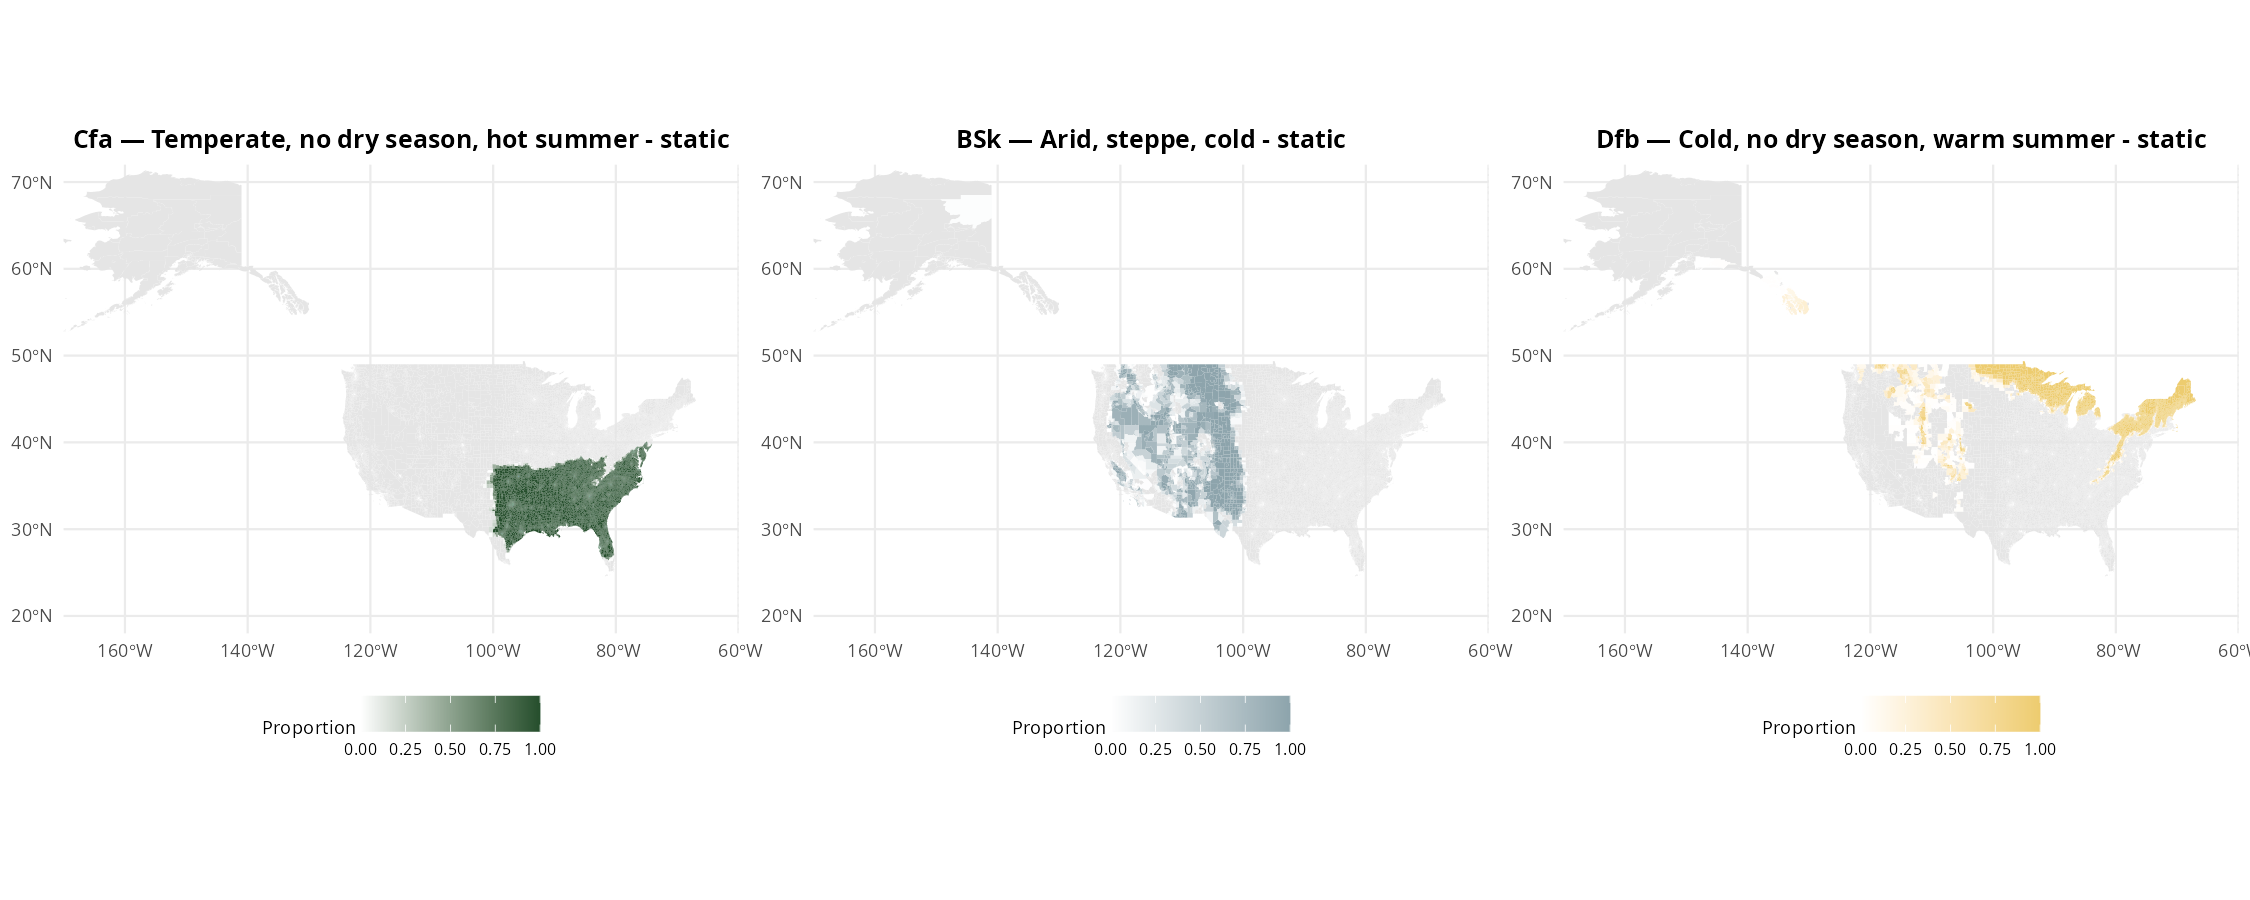 Cfa — Temperate, no dry season, hot summer - static
70°N
60°N
50°N
40°N
30°N
20°N
160°W 140°W 120°W 100°W 80°W 60°W
Proportion
0.00 0.25 0.50 0.75 1.00
BSk — Arid, steppe, cold - static
70°N
60°N
50°N
40°N
30°N
20°N
160°W 140°W 120°W 100°W 80°W 60°W
Proportion
0.00 0.25 0.50 0.75 1.00
Dfb — Cold, no dry season, warm summer - static
70°N
60°N
50°N
40°N
30°N
20°N
160°W 140°W 120°W 100°W 80°W
Proportion
0.00 0.25 0.50 0.75 1.00